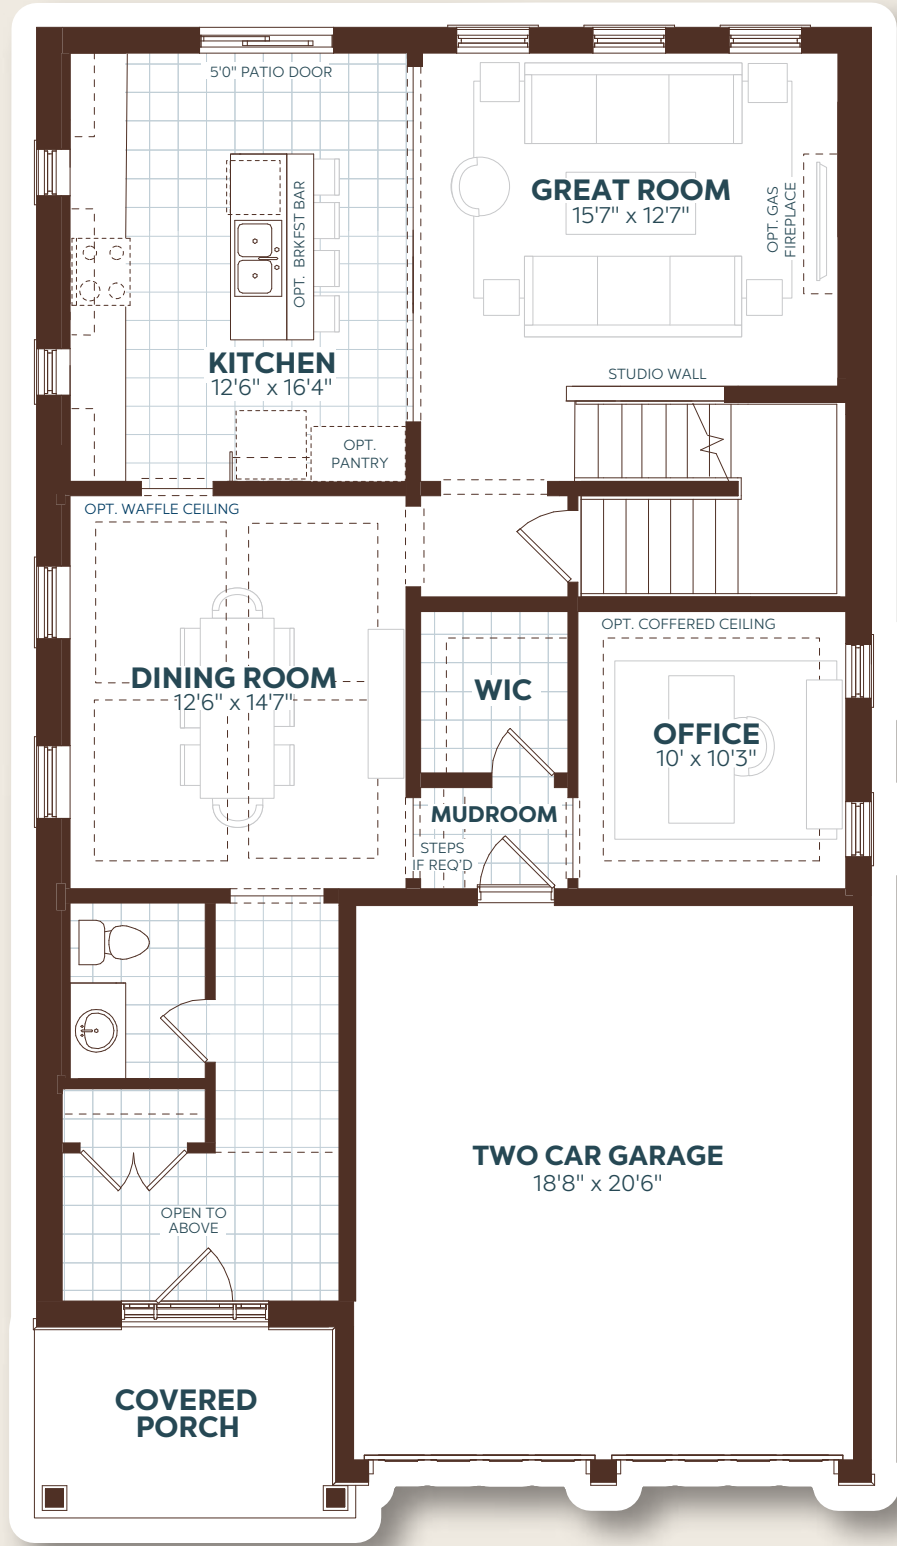 5'0" PATIO DOOR
OPT. BRKFST BAR
GREAT ROOM
15'7" x 12'7"
OPT. GAS
FIREPLACE
KITCHEN
12'6" x 16'4"
STUDIO WALL
OPT.
PANTRY
OPT. WAFFLE CEILING
OPT. COFFERED CEILING
DINING ROOM
12'6" x 14'7"
WIC
OFFICE
10' x 10'3"
MUDROOM
STEPS
IF REQ'D
TWO CAR GARAGE
18'8" x 20'6"
OPEN TO
ABOVE
COVERED
PORCH